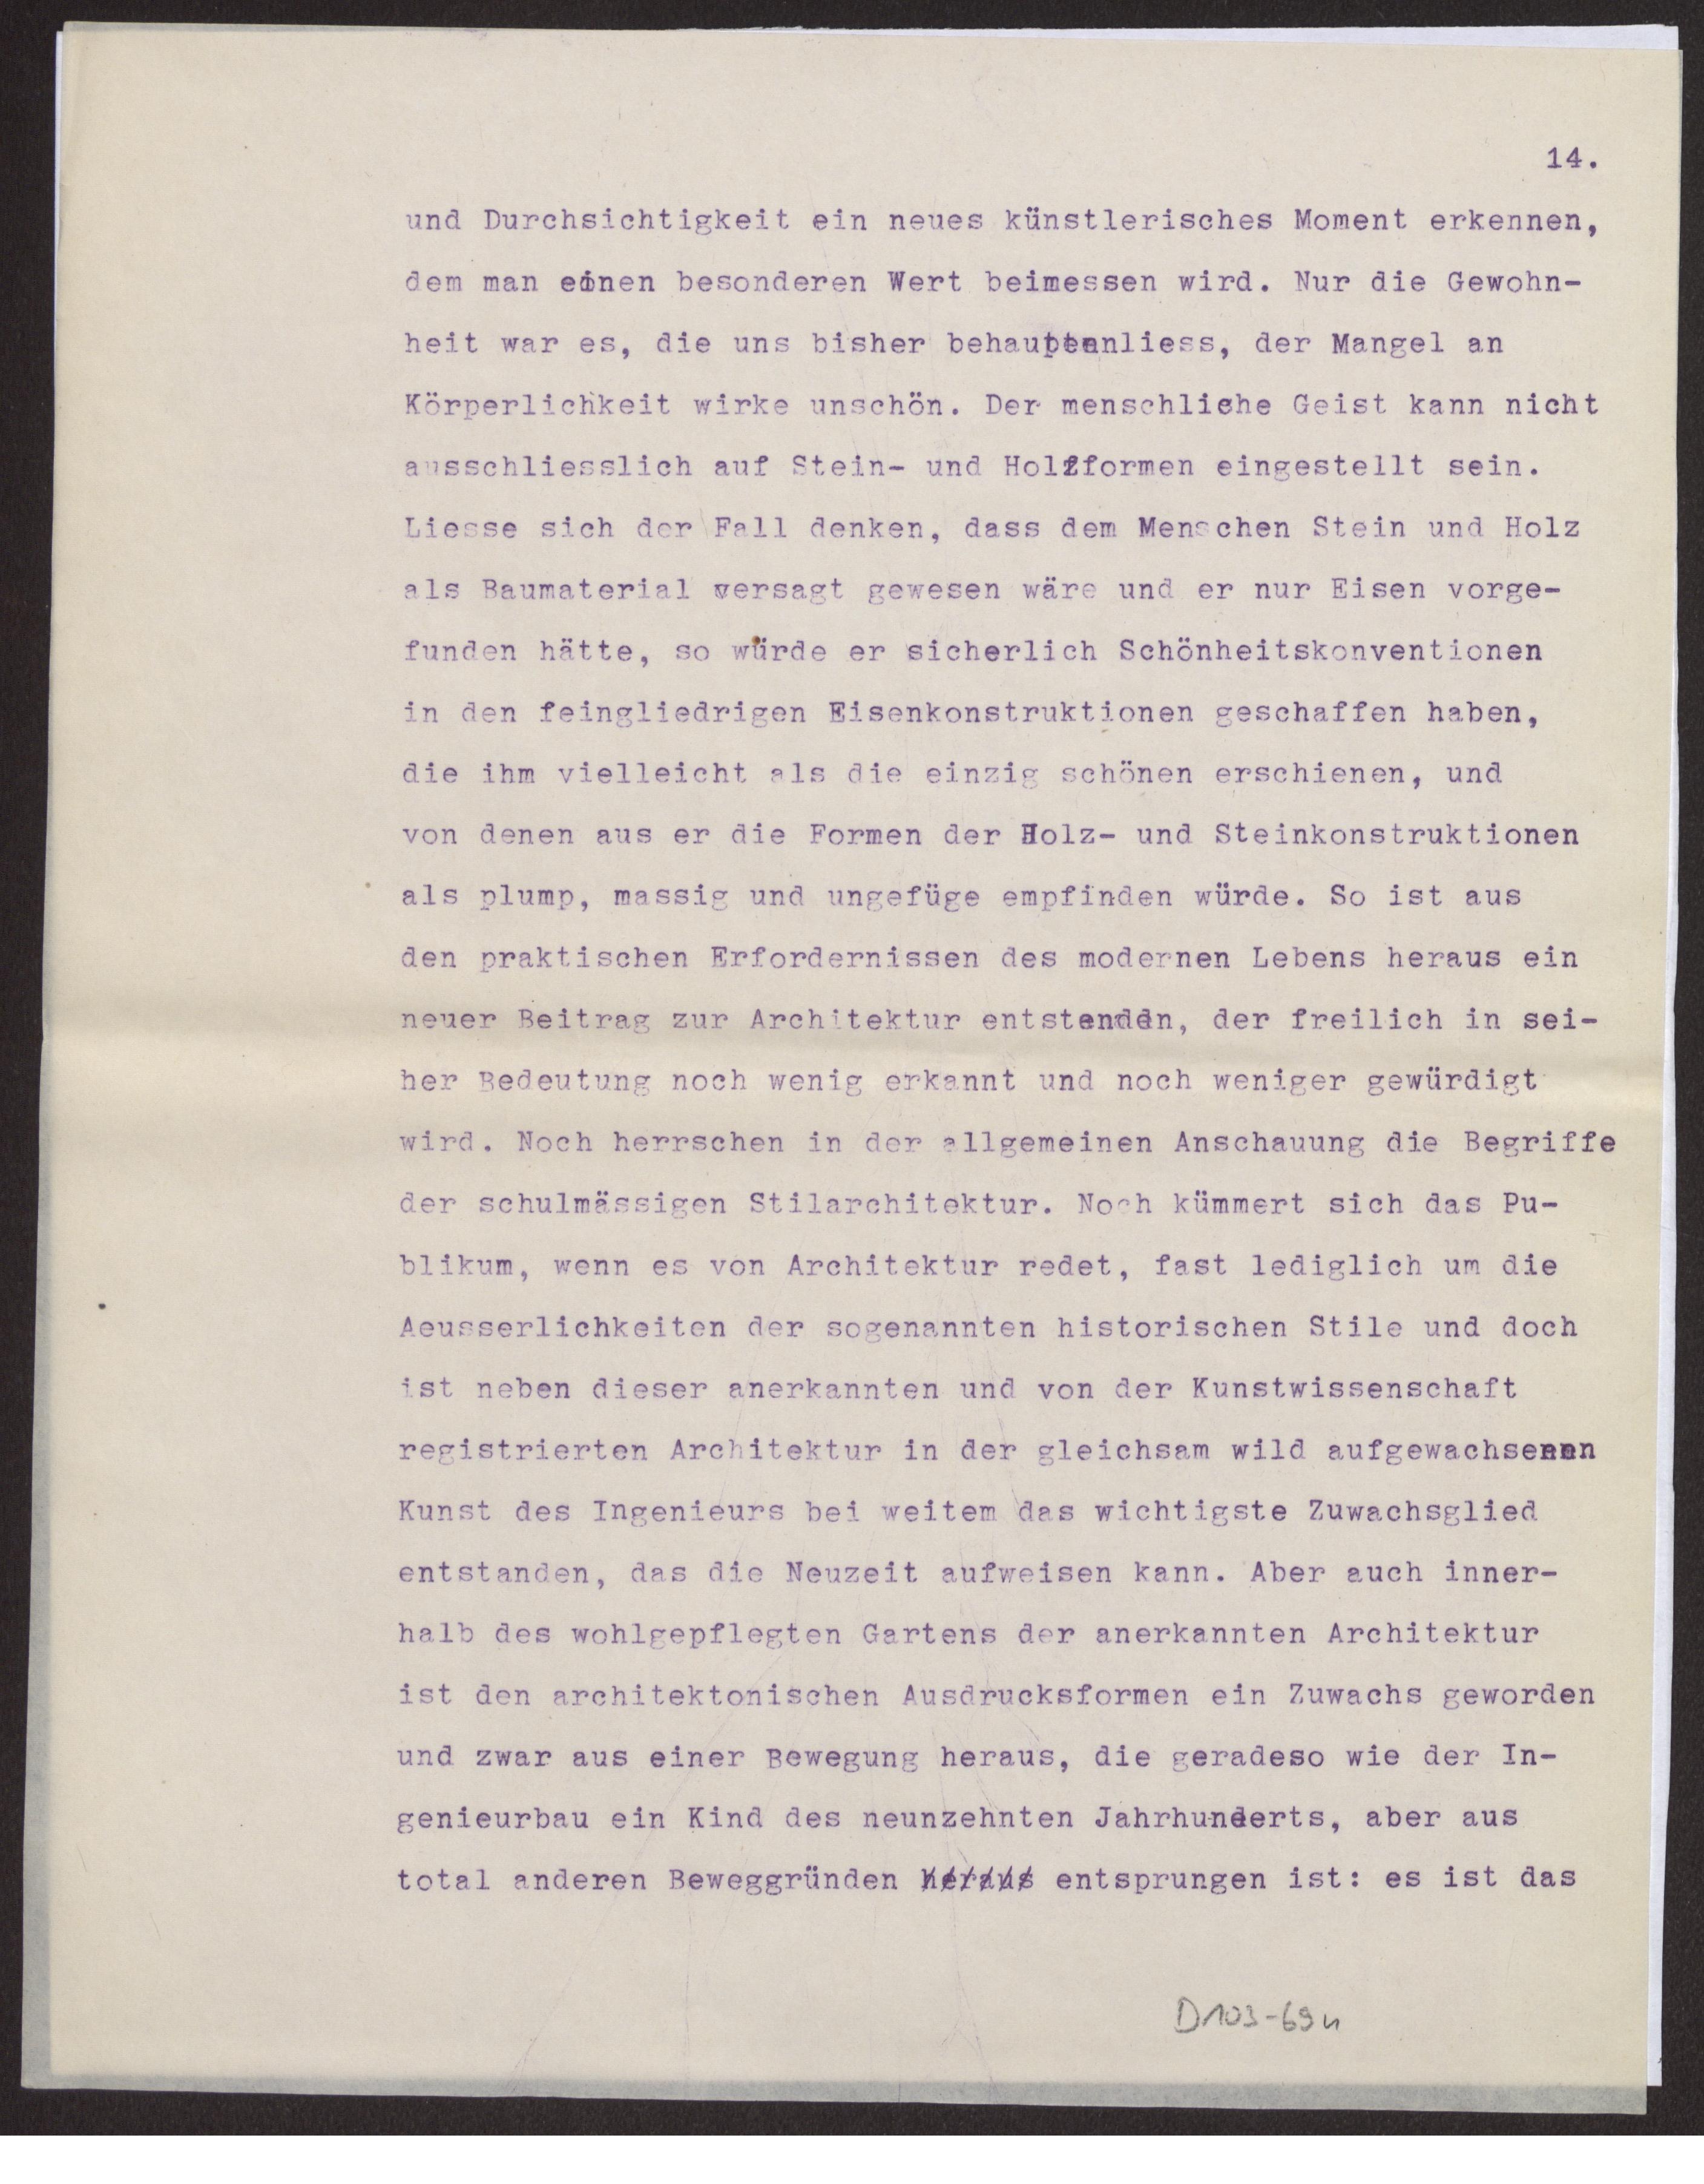 14.
und Durchsichtigkeit ein neues künstlerisches Moment erkennen,
dem man einen besonderen Wert beimessen wird. Nur die Gewohn-
heit war es, die uns bisher behauptenliess, der Mangel an
Körperlichkeit wirke unschön. Der menschliche Geist kann nicht
ausschliesslich auf Stein- und Holzformen eingestellt sein.
Liesse sich der Fall denken, dass dem Menschen Stein und Holz
als Baumaterial versagt gewesen wäre und er nur Eisen vorge-
funden hätte, so würde er sicherlich Schönheitskonventionen
in den feingliedrigen Eisenkonstruktionen geschaffen haben,
die ihm vielleicht als die einzig schönen erschienen, und
von denen aus er die Formen der Holz- und Steinkonstruktionen
als plump, massig und ungefüge empfinden würde. So ist aus
den praktischen Erfordernissen des modernen Lebens heraus ein
neuer Beitrag zur Architektur entstanden, der freilich in sei-
her Bedeutung noch wenig erkannt und noch weniger gewürdigt
wird. Noch herrschen in der allgemeinen Anschauung die Begriffe
der schulmässigen Stilarchitektur. Noch kümmert sich das Pu-
blikum, wenn es von Architektur redet, fast lediglich um die
Aeusserlichkeiten der sogenannten historischen Stile und doch
ist neben dieser anerkannten und von der Kunstwissenschaft
registrierten Architektur in der gleichsam wild aufgewachsenen
Kunst des Ingenieurs bei weitem das wichtigste Zuwachsglied
entstanden, das die Neuzeit aufweisen kann. Aber auch inner-
halb des wohlgepflegten Gartens der anerkannten Architektur
ist den architektonischen Ausdrucksformen ein Zuwachs geworden
und zwar aus einer Bewegung heraus, die geradeso wie der In-
genieurbau ein Kind des neunzehnten Jahrhunderts, aber aus
total anderen Beweggründen heraus entsprungen ist: es ist das
D103-69n